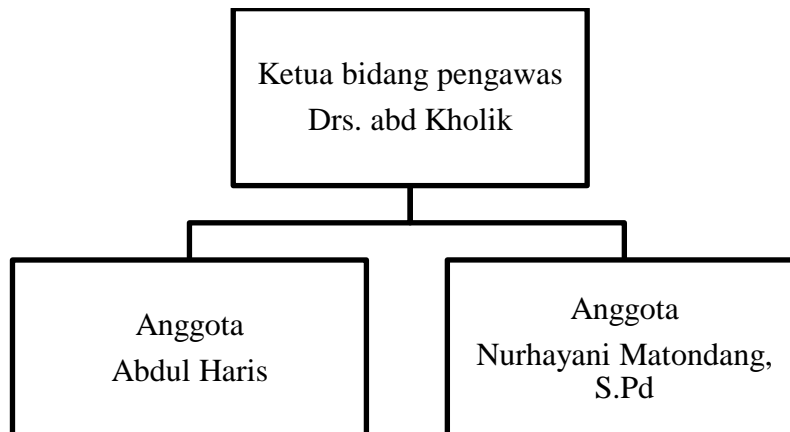 Ketua bidang pengawas
Drs. abd Kholik
Anggota
Abdul Haris
Anggota
Nurhayani Matondang,
S.Pd